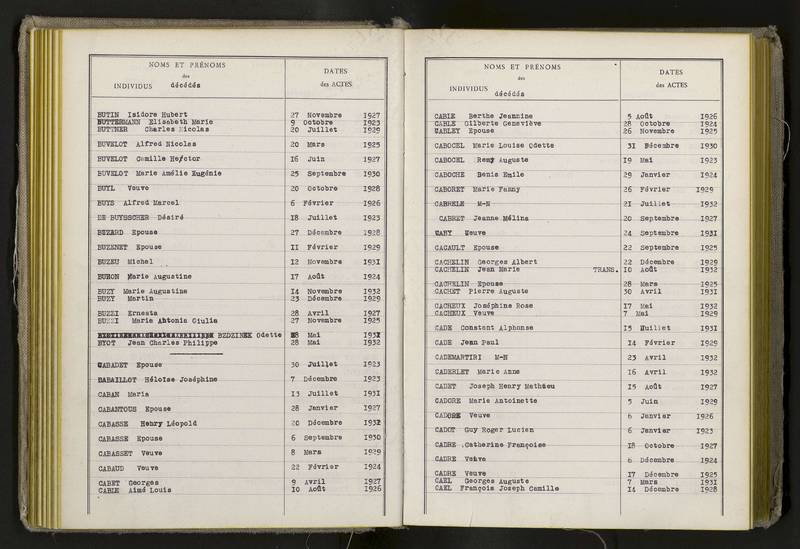 NOMS ET PRÉNOMS
des
INDIVIDUS décédés
DATES
des ACTES
BUTIN Isidore Hubert 27 Novembre 1927
BUTTERMANN Elisabeth Marie 9 Octobre 1923
BUTTNER Charles Nicolas 20 Juillet 1929
BUVELOT Alfred Nicolas 20 Mars 1925
BUVELOT Camille Hector 16 Juin 1927
BUVELOT Marie Amélie Eugénie 25 Septembre 1930
BUYL Veuve 20 Octobre 1928
BUYS Alfred Marcel 6 Février 1926
DE BUYSSCHER Désiré 18 Juillet 1923
BUZARD Epouse 27 Décembre 1928
BUZENET Epouse 11 Février 1929
BUZEU Michel 12 Novembre 1931
BUZON Marie Augustine 17 Août 1924
BUZY Marie Augustine 14 Novembre 1932
BUZY Martin 23 Décembre 1929
BUZZI Ernesta 28 Avril 1927
BUZZI Marie Antonia Giulia 27 Novembre 1925
BZDZINEK Odette 28 Mai 1932
BYOT Jean Charles Philippe 28 Mai 1932
CABADET Epouse 30 Juillet 1923
CABAILLOT Héloïse Joséphine 7 Décembre 1923
CABAN Maria 13 Juillet 1931
CABANTOUS Epouse 28 Janvier 1927
CABASSE Henry Léopold 20 Décembre 1932
CABASSE Epouse 6 Septembre 1930
CABASSET Veuve 8 Mars 1929
CABAUD Veuve 22 Février 1924
CABET Georges 9 Avril 1927
CABLE Aimé Louis 10 Août 1926
NOMS ET PRÉNOMS
des
INDIVIDUS décédés
DATES
des ACTES
CABLE Berthe Jeannine 5 Août 1926
CABLE Gilberte Geneviève 28 Octobre 1924
CABLEY Epouse 26 Novembre 1925
CABOCEL Marie Louise Odette 31 Décembre 1930
CABOCEL Remy Auguste 19 Mai 1923
CABOCHE Denis Emile 29 Janvier 1924
CABORET Marie Fanny 26 Février 1929
CABRELE M-N 21 Juillet 1932
CABRET Jeanne Mélina 20 Septembre 1927
CABY Veuve 24 Septembre 1931
CACAULT Epouse 22 Septembre 1925
CACHELIN Georges Albert 22 Décembre 1929
CACHELIN Jean Marie TRANS. 10 Août 1932
CACHELIN Epouse 28 Mars 1925
CACHET Pierre Auguste 30 Avril 1931
CACHEUX Joséphine Rose 17 Mai 1932
CACHEUX Veuve 7 Mai 1929
CADE Constant Alphonse 15 Juillet 1931
CADE Jean Paul 14 Février 1929
CADEMARTIRI M-N 23 Avril 1932
CADERLET Marie Anne 16 Avril 1932
CADET Joseph Henry Mathieu 15 Août 1927
CADORE Marie Antoinette 5 Juin 1929
CADORE Veuve 6 Janvier 1926
CADOT Guy Roger Lucien 6 Janvier 1923
CADRE Catherine Françoise 18 Octobre 1927
CADRE Veuve 6 Décembre 1924
CADRE Veuve 17 Décembre 1925
CAEL Georges Auguste 7 Mars 1931
CAEL François Joseph Camille 14 Décembre 1928